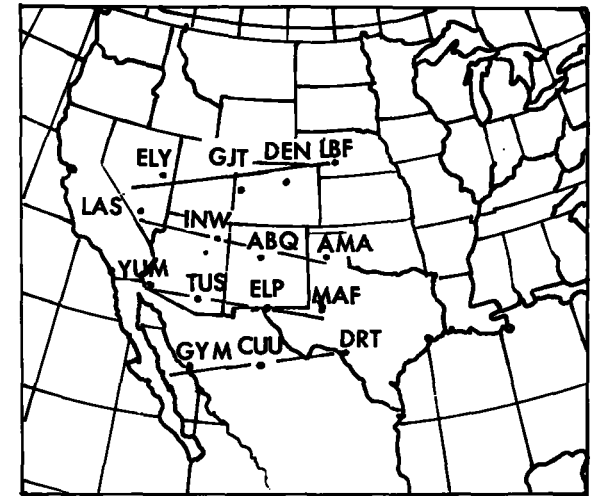 ELY GJT DEN LBF
LAS INW ABQ AMA
YUM TUS ELP MAF
GYM CUU DRT